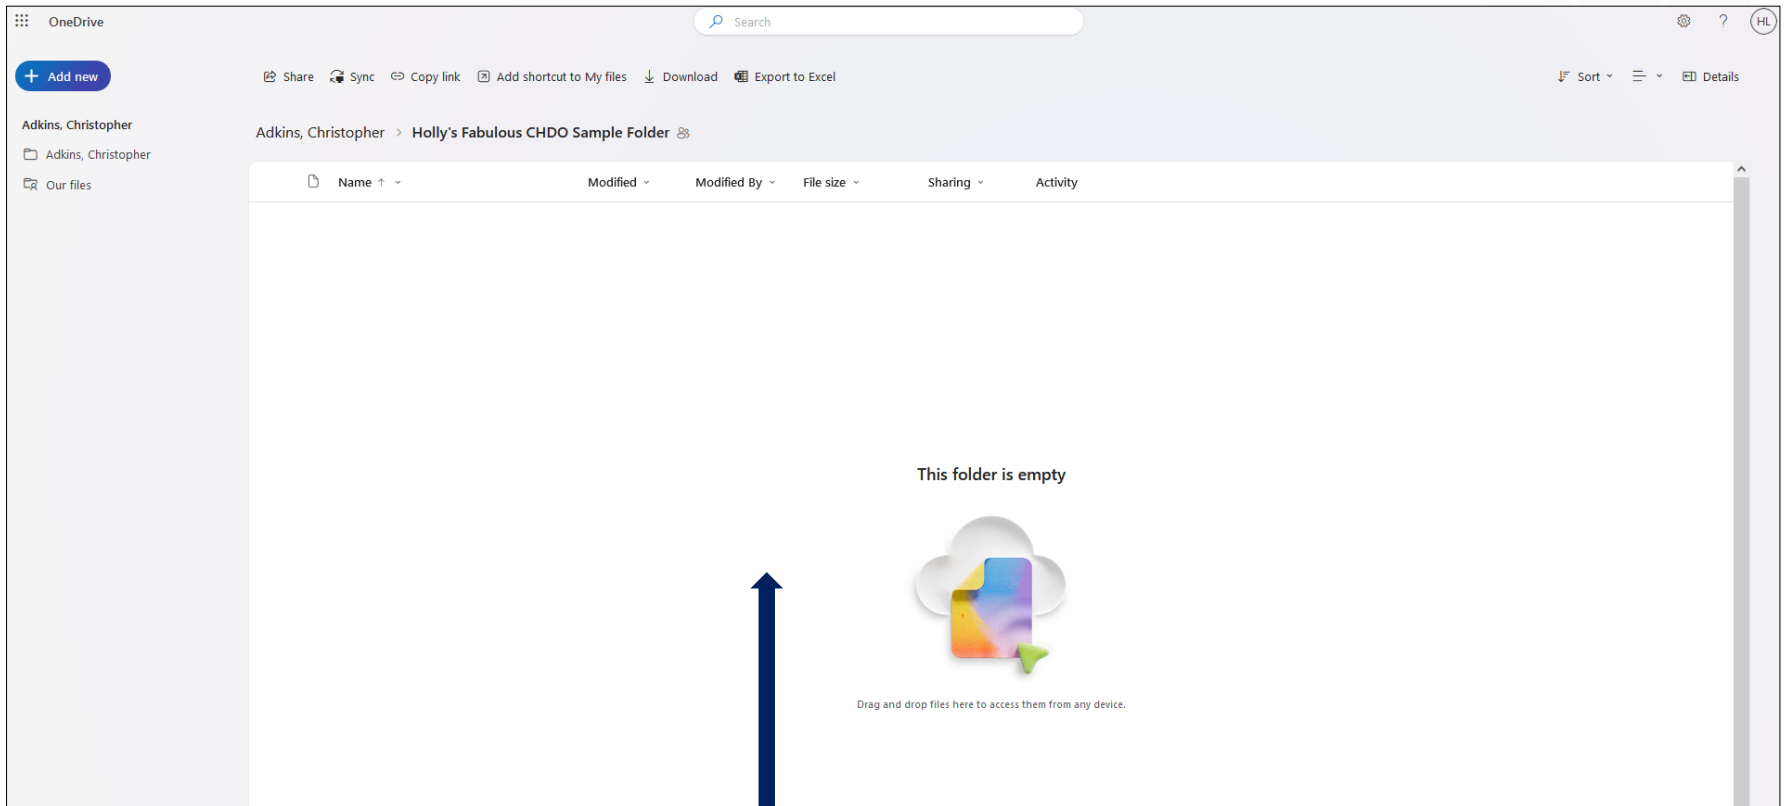 OneDrive
Search
?
HL
Add new
Share Sync Copy link Add shortcut to My files Download Export to Excel
Sort Details
Adkins, Christopher
Adkins, Christopher
Our files
Adkins, Christopher > Holly's Fabulous CHDO Sample Folder
Name Modified Modified By File size Sharing Activity
This folder is empty
Drag and drop files here to access them from any device.